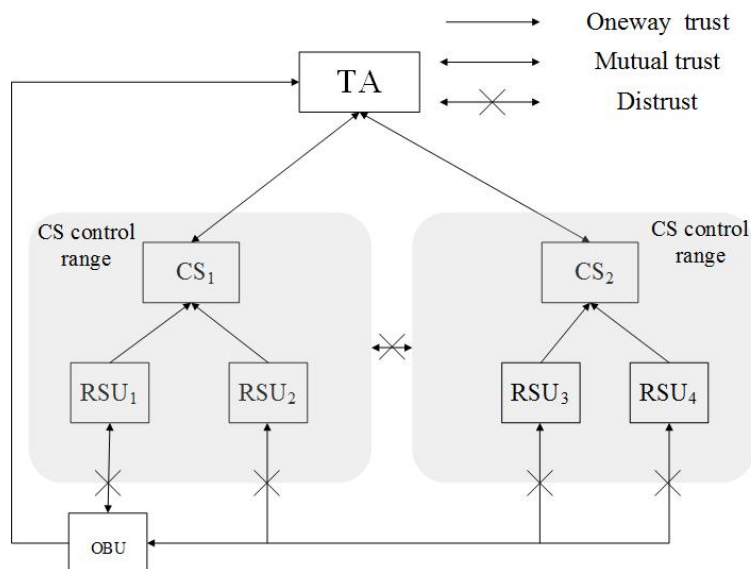 Oneway trust
Mutual trust
Distrust
TA
CS control
range
CS₁
CS control
range
CS₂
RSU₁
RSU₂
RSU₃
RSU₄
OBU